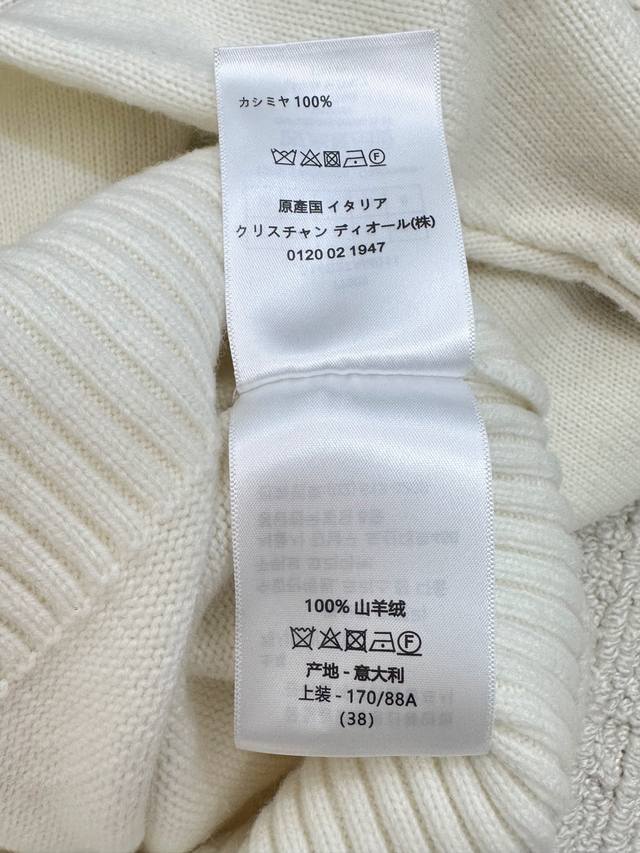 カシミヤ 100%
原産国 イタリア
クリスチャン ディオール(株)
0120 02 1947
100% 山羊绒
产地 - 意大利
上装 - 170/88A
(38)